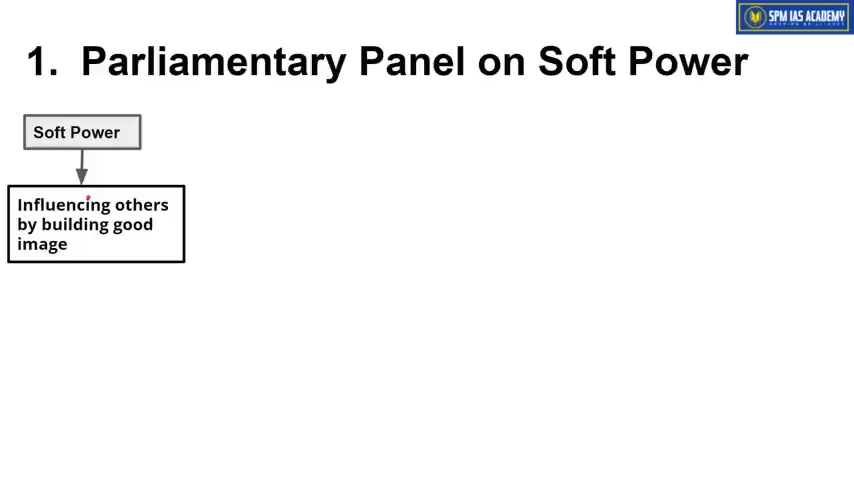 SPM IAS ACADEMY
1. Parliamentary Panel on Soft Power
Soft Power
Influencing others
by building good
image